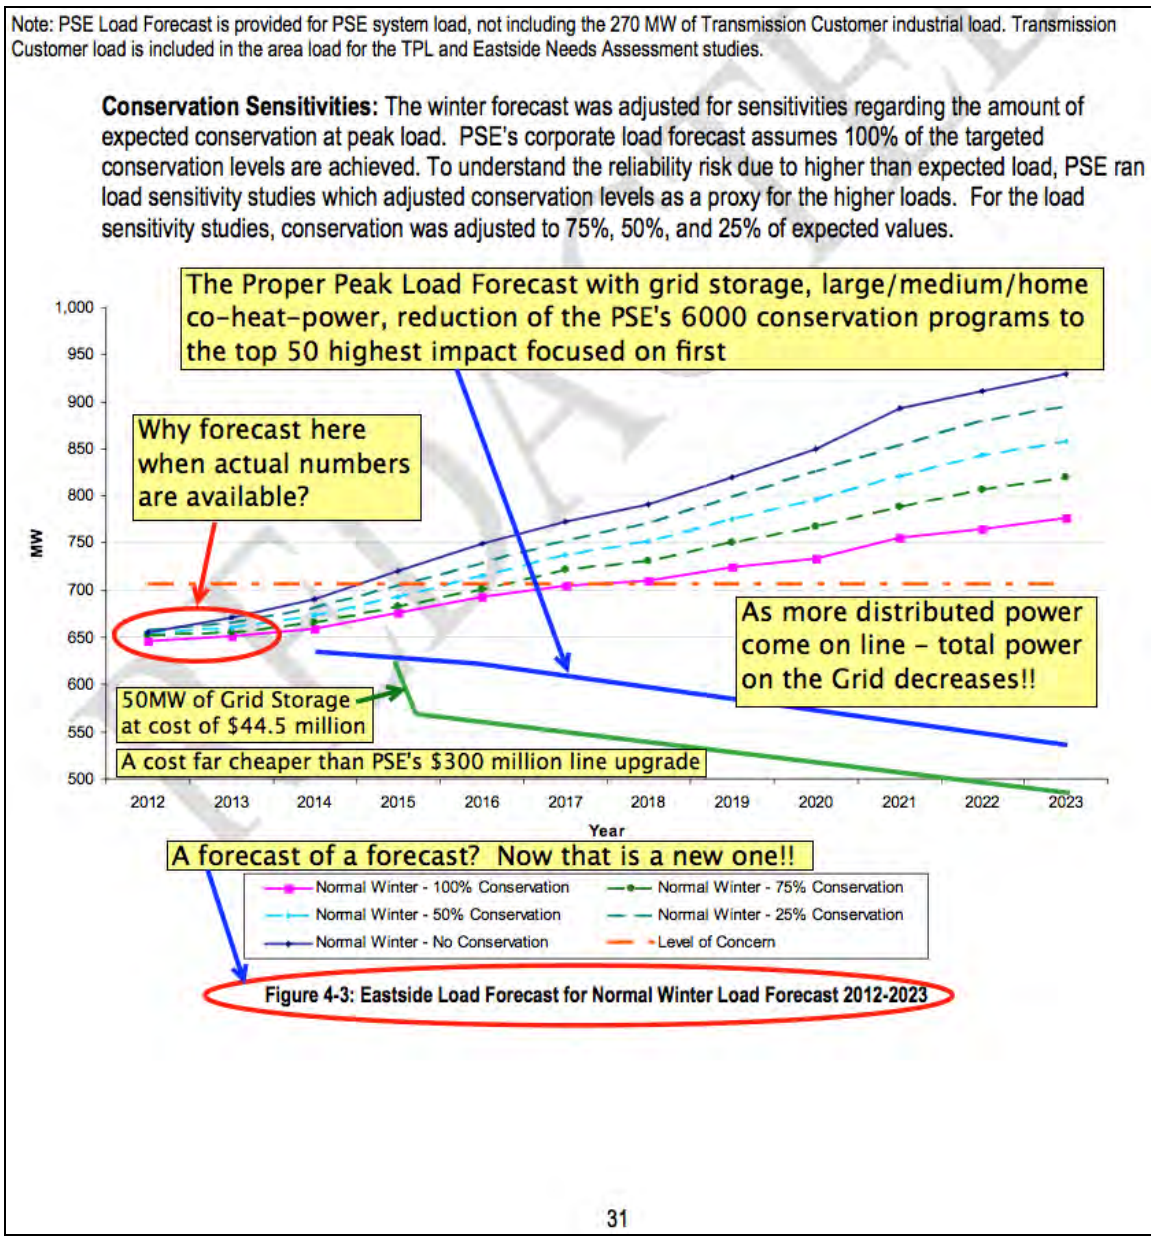 Note: PSE Load Forecast is provided for PSE system load, not including the 270 MW of Transmission Customer industrial load. Transmission
Customer load is included in the area load for the TPL and Eastside Needs Assessment studies.
Conservation Sensitivities: The winter forecast was adjusted for sensitivities regarding the amount of
expected conservation at peak load. PSE's corporate load forecast assumes 100% of the targeted
conservation levels are achieved. To understand the reliability risk due to higher than expected load, PSE ran
load sensitivity studies which adjusted conservation levels as a proxy for the higher loads. For the load
sensitivity studies, conservation was adjusted to 75%, 50%, and 25% of expected values.
The Proper Peak Load Forecast with grid storage, large/medium/home
co-heat-power, reduction of the PSE's 6000 conservation programs to
the top 50 highest impact focused on first
1,000
950
900
850
800
750
700
650
600
550
500
MW
Why forecast here
when actual numbers
are available?
As more distributed power
come on line – total power
on the Grid decreases!!
50MW of Grid Storage
at cost of $44.5 million
A cost far cheaper than PSE's $300 million line upgrade
2012 2013 2014 2015 2016 2017 2018 2019 2020 2021 2022 2023
Year
A forecast of a forecast? Now that is a new one!!
Normal Winter - 100% Conservation
Normal Winter - 75% Conservation
Normal Winter - 50% Conservation
Normal Winter - 25% Conservation
Normal Winter - No Conservation
Level of Concern
Figure 4-3: Eastside Load Forecast for Normal Winter Load Forecast 2012-2023
31
REDACTED